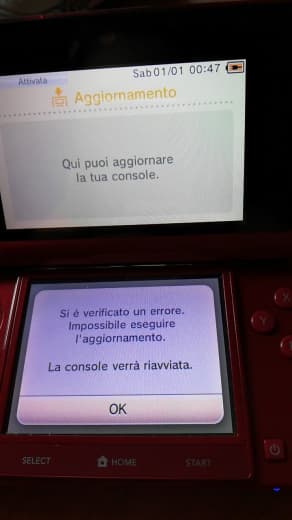 Attivata
Sab 01/01 00:47
Aggiornamento
Qui puoi aggiornare
la tua console.
Si è verificato un errore.
Impossibile eseguire
l'aggiornamento.
La console verrà riavviata.
OK
SELECT
HOME
START
X
Y